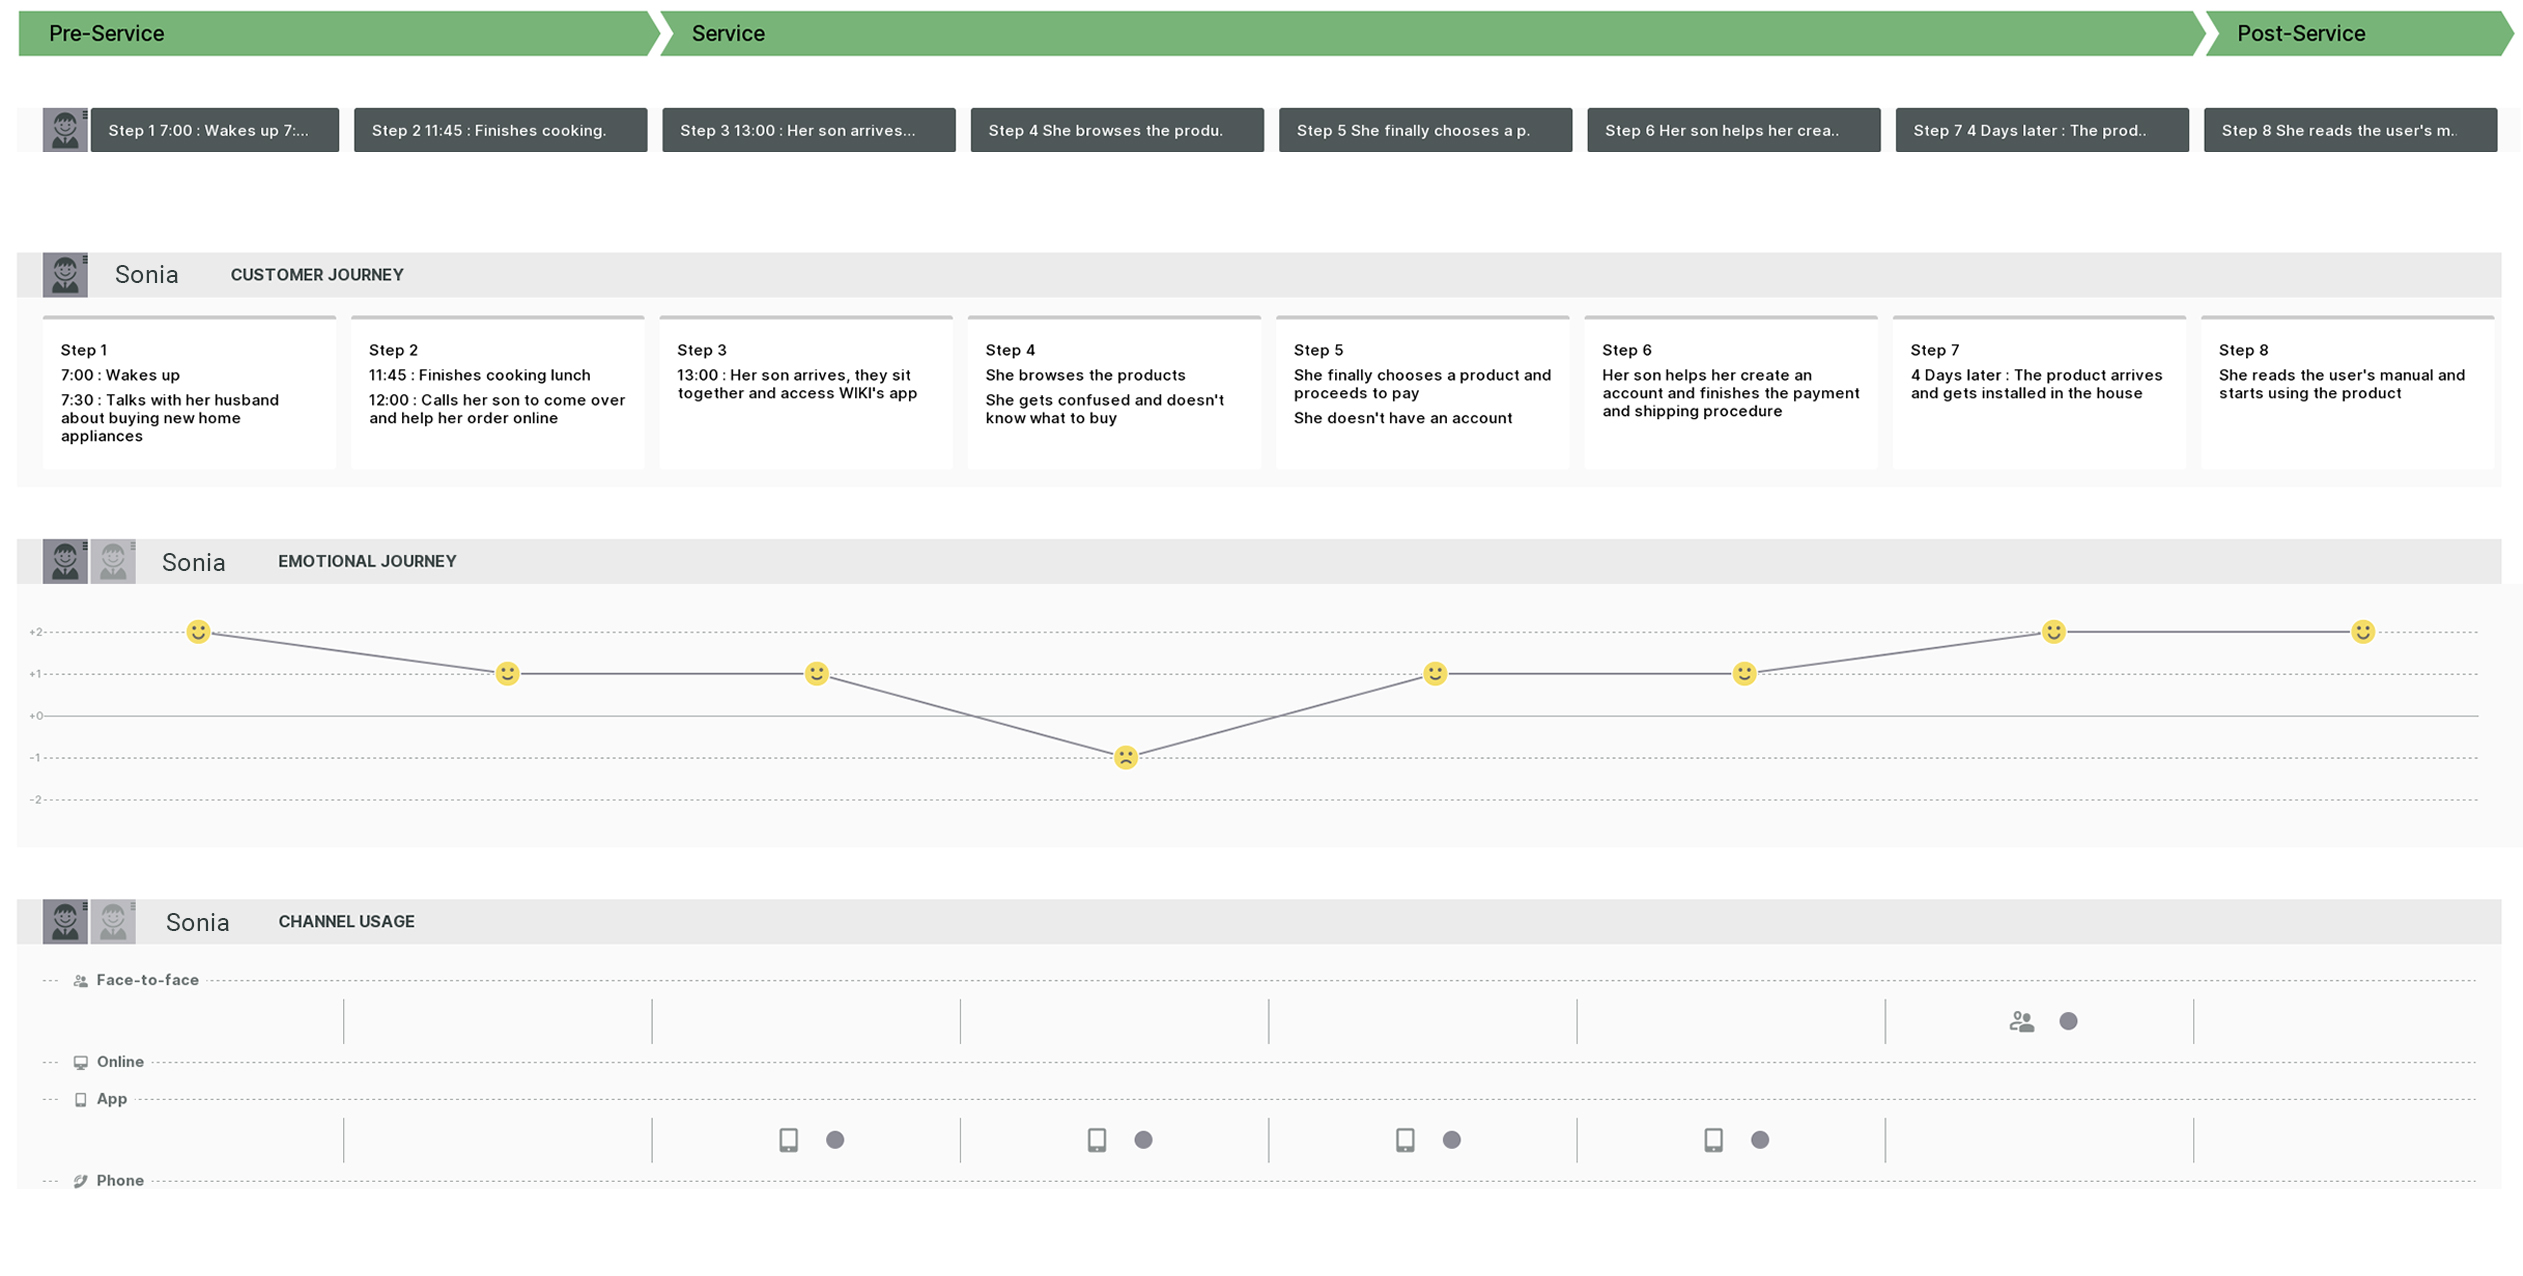 Pre-Service
Service
Post-Service
Step 1 7:00 : Wakes up 7:...
Step 2 11:45 : Finishes cooking.
Step 3 13:00 : Her son arrives...
Step 4 She browses the produ.
Step 5 She finally chooses a p.
Step 6 Her son helps her crea..
Step 7 4 Days later : The prod..
Step 8 She reads the user's m.
Sonia
CUSTOMER JOURNEY
Step 1
7:00 : Wakes up
7:30 : Talks with her husband
about buying new home
appliances
Step 2
11:45 : Finishes cooking lunch
12:00 : Calls her son to come over
and help her order online
Step 3
13:00 : Her son arrives, they sit
together and access WIKI's app
Step 4
She browses the products
She gets confused and doesn't
know what to buy
Step 5
She finally chooses a product and
proceeds to pay
She doesn't have an account
Step 6
Her son helps her create an
account and finishes the payment
and shipping procedure
Step 7
4 Days later : The product arrives
and gets installed in the house
Step 8
She reads the user's manual and
starts using the product
Sonia
EMOTIONAL JOURNEY
+2
+1
+0
-1
-2
Sonia
CHANNEL USAGE
Face-to-face
Online
App
Phone